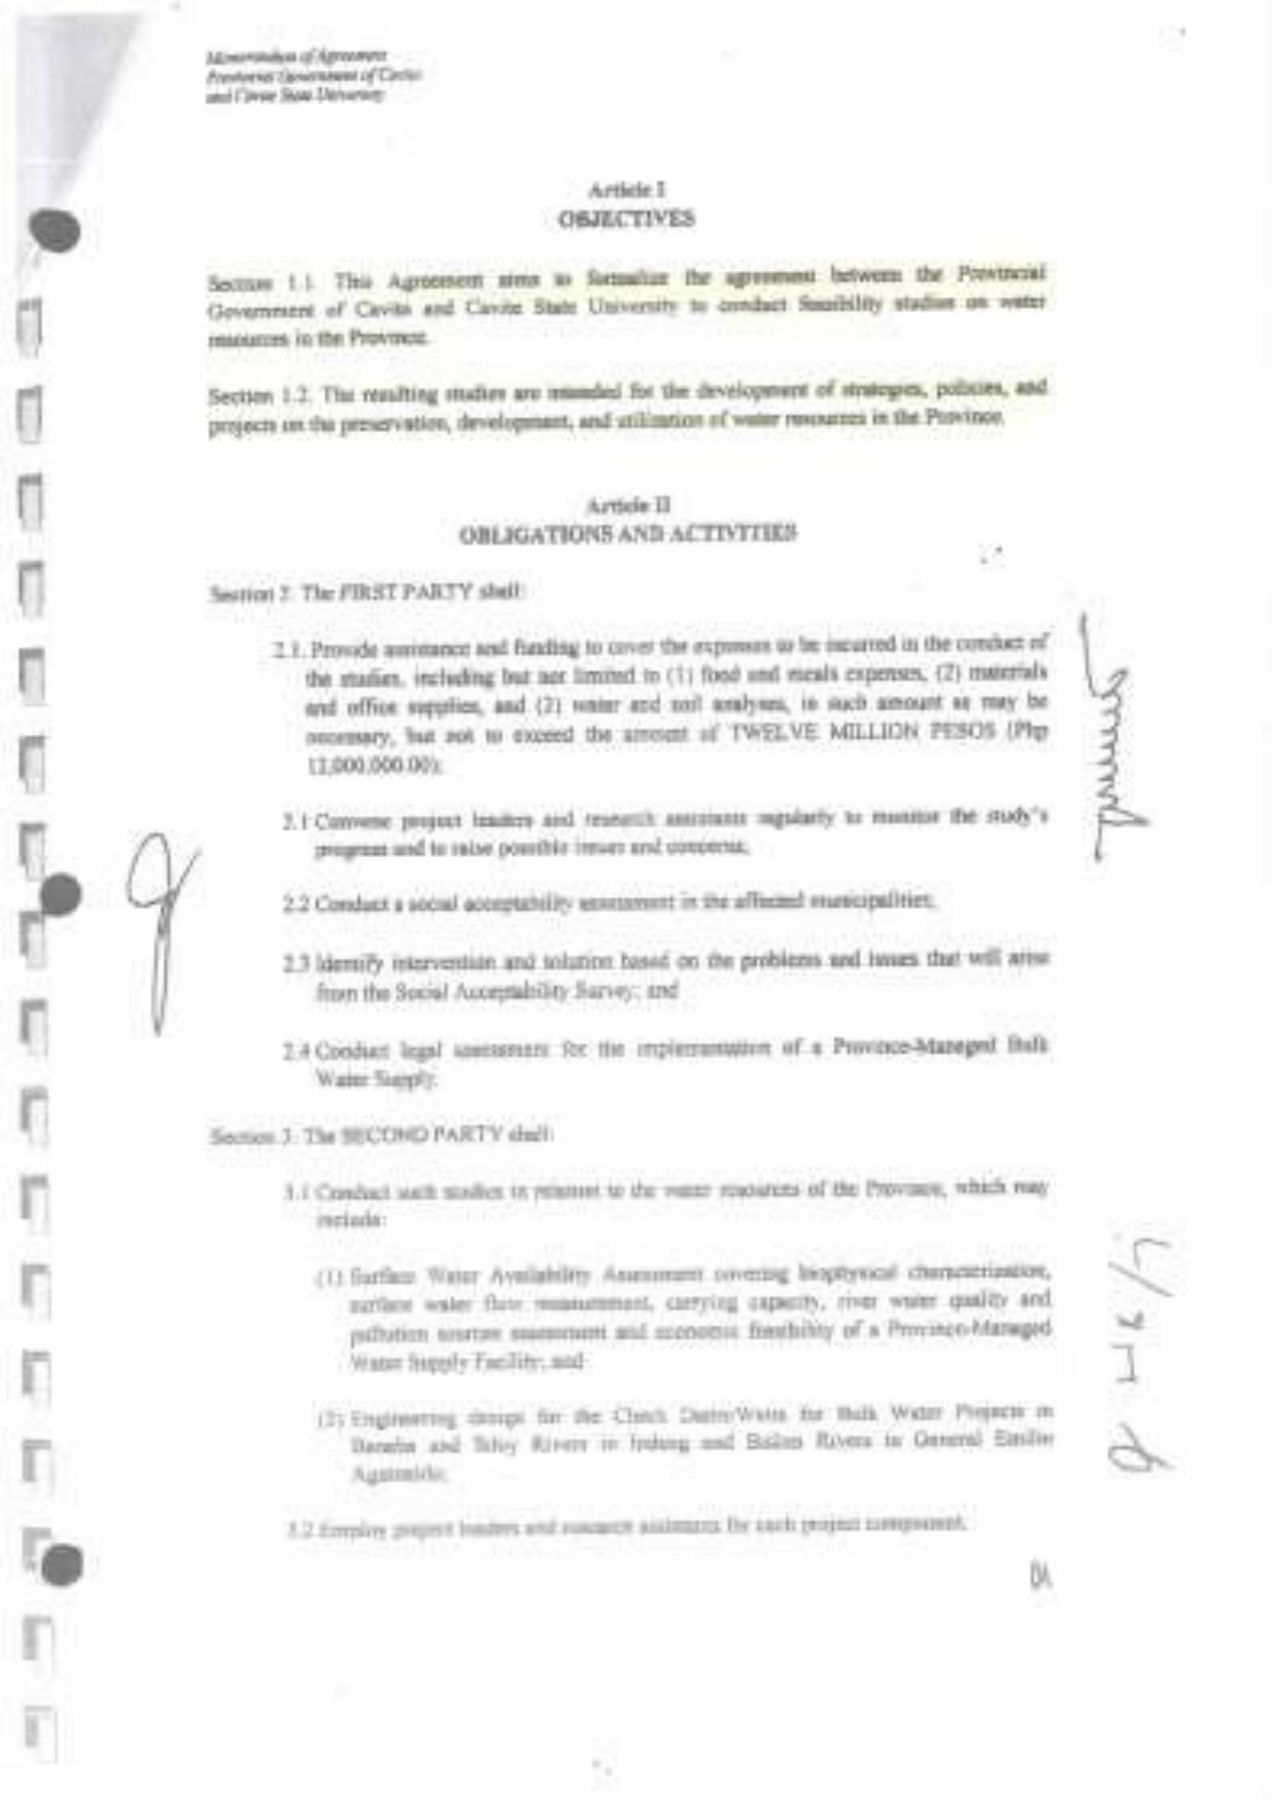 Memorandum of Agreement
Provincial Government of Cavite
and Cavite State University
Article I
OBJECTIVES
Section 1.1. This Agreement aims to formalize the agreement between the Provincial
Government of Cavite and Cavite State University to conduct feasibility studies on water
resources in the Province.
Section 1.2. The resulting studies are intended for the development of strategies, policies, and
projects on the preservation, development, and utilization of water resources in the Province.
Article II
OBLIGATIONS AND ACTIVITIES
Section 2. The FIRST PARTY shall:
2.1. Provide assistance and funding to cover the expenses to be incurred in the conduct of
the studies, including but not limited to (1) food and meals expenses, (2) materials
and office supplies, and (2) water and soil analyses, in such amount as may be
necessary, but not to exceed the amount of TWELVE MILLION PESOS (Php
12,000,000.00);
2.1 Convene project leaders and research assistants regularly to monitor the study's
progress and to raise possible issues and concerns;
2.2 Conduct a social acceptability assessment in the affected municipalities;
2.3 Identify intervention and solution based on the problems and issues that will arise
from the Social Acceptability Survey; and
2.4 Conduct legal assessment for the implementation of a Province-Managed Bulk
Water Supply.
Section 3. The SECOND PARTY shall:
3.1 Conduct such studies in relation to the water resources of the Province, which may
include:
(1) Surface Water Availability Assessment covering biophysical characterization,
surface water flow measurement, carrying capacity, river water quality and
pollution sources assessment and economic feasibility of a Province-Managed
Water Supply Facility; and
(2) Engineering design for the Check Dams/Weirs for Bulk Water Projects in
and Rivers in Indang and Rivers in General Emilio
Aguinaldo.
3.2 Employ project leaders and research assistants for each project component.